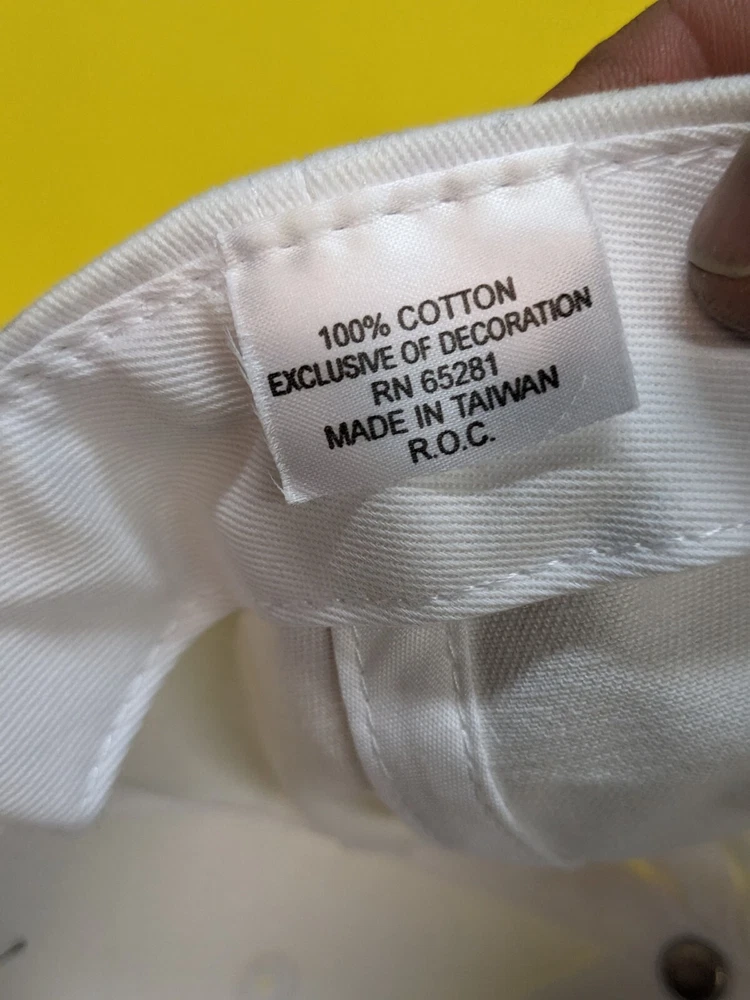 100% COTTON
EXCLUSIVE OF DECORATION
RN 65281
MADE IN TAIWAN
R.O.C.